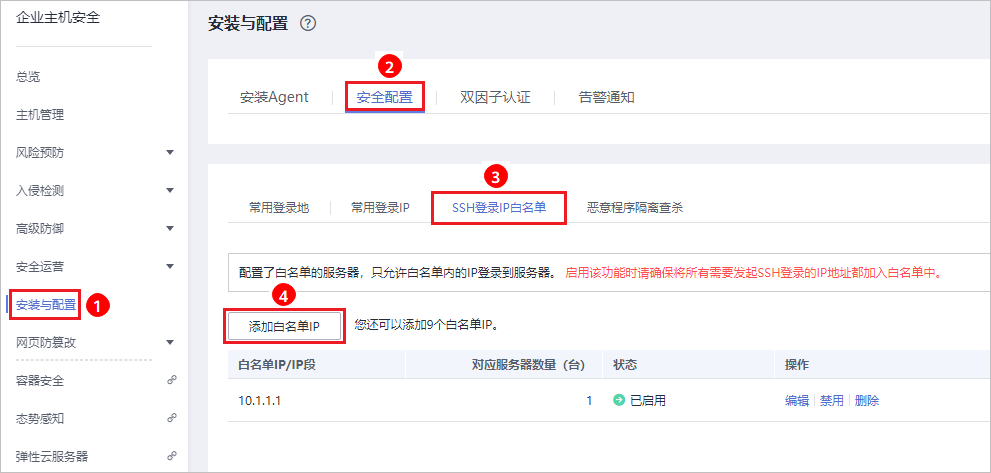 企业主机安全
总览
主机管理
风险预防
入侵检测
高级防御
安全运营
安装与配置 1
网页防篡改
容器安全
态势感知
弹性云服务器
安装与配置 ?
2
安装Agent 安全配置 双因子认证 告警通知
3
常用登录地 常用登录IP SSH登录IP白名单 恶意程序隔离查杀
配置了白名单的服务器，只允许白名单内的IP登录到服务器。 启用该功能时请确保将所有需要发起SSH登录的IP地址都加入白名单中。
4
添加白名单IP 您还可以添加9个白名单IP。
白名单IP/IP段 对应服务器数量（台） 状态 操作
10.1.1.1 1 已启用 编辑 禁用 删除